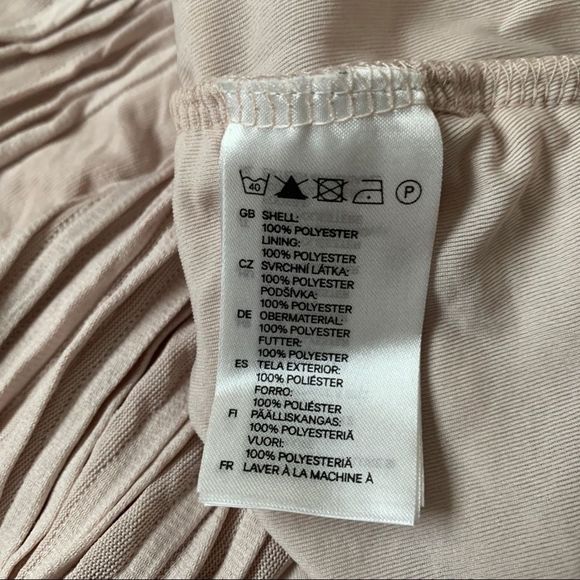 40 P
GB SHELL:
100% POLYESTER
LINING:
100% POLYESTER
CZ SVRCHNÍ LÁTKA:
100% POLYESTER
PODŠÍVKA:
100% POLYESTER
DE OBERMATERIAL:
100% POLYESTER
FUTTER:
100% POLYESTER
ES TELA EXTERIOR:
100% POLIÉSTER
FORRO:
100% POLIÉSTER
FI PÄÄLLISKANGAS:
100% POLYESTERIÄ
VUORI:
100% POLYESTERIÄ
FR LAVER À LA MACHINE À